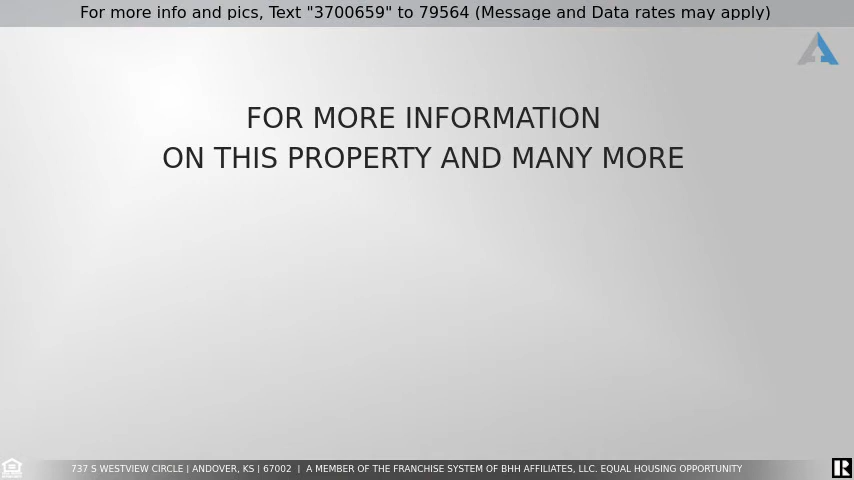 For more info and pics, Text "3700659" to 79564 (Message and Data rates may apply)
FOR MORE INFORMATION
ON THIS PROPERTY AND MANY MORE
737 S WESTVIEW CIRCLE | ANDOVER, KS | 67002 | A MEMBER OF THE FRANCHISE SYSTEM OF BHH AFFILIATES, LLC. EQUAL HOUSING OPPORTUNITY